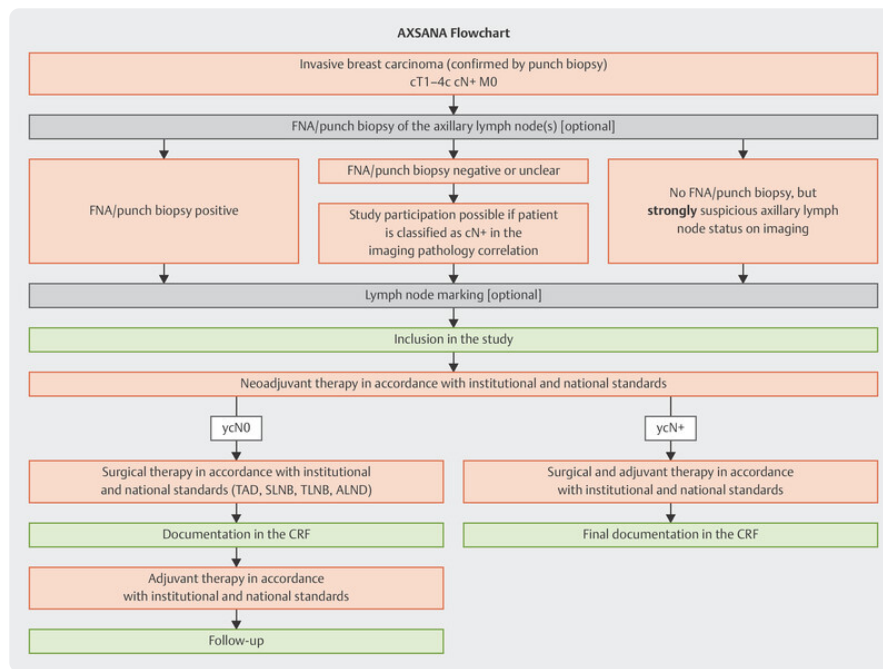 AXSANA Flowchart
Invasive breast carcinoma (confirmed by punch biopsy)
cT1–4c cN+ M0
FNA/punch biopsy of the axillary lymph node(s) [optional]
FNA/punch biopsy positive
FNA/punch biopsy negative or unclear
Study participation possible if patient
is classified as cN+ in the
imaging pathology correlation
No FNA/punch biopsy, but
strongly suspicious axillary lymph
node status on imaging
Lymph node marking [optional]
Inclusion in the study
Neoadjuvant therapy in accordance with institutional and national standards
ycN0
Surgical therapy in accordance with institutional
and national standards (TAD, SLNB, TLNB, ALND)
Documentation in the CRF
Adjuvant therapy in accordance
with institutional and national standards
Follow-up
ycN+
Surgical and adjuvant therapy in accordance
with institutional and national standards
Final documentation in the CRF